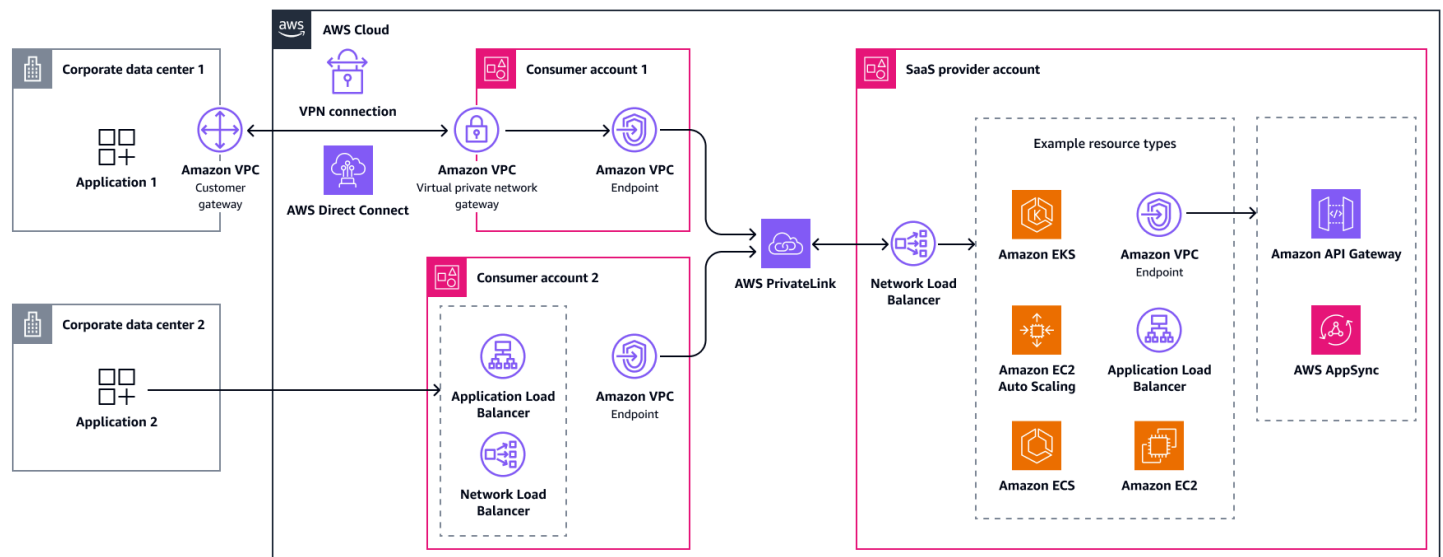 aws
AWS Cloud
Corporate data center 1
Application 1
Amazon VPC
Customer
gateway
VPN connection
AWS Direct Connect
Consumer account 1
Amazon VPC
Virtual private network
gateway
Amazon VPC
Endpoint
Corporate data center 2
Application 2
Consumer account 2
Application Load
Balancer
Network Load
Balancer
Amazon VPC
Endpoint
AWS PrivateLink
SaaS provider account
Network Load
Balancer
Example resource types
K
Amazon EKS
Amazon VPC
Endpoint
Amazon EC2
Auto Scaling
Application Load
Balancer
Amazon ECS
Amazon EC2
</>
Amazon API Gateway
AWS AppSync